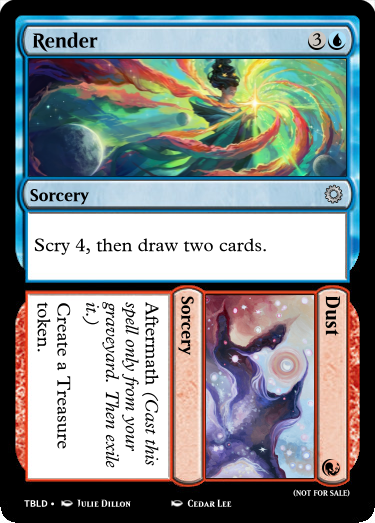 Render 3
Sorcery
Scry 4, then draw two cards.
Dust
Sorcery
Aftermath (Cast this
spell only from your
graveyard. Then exile
it.)
Create a Treasure
token.
(NOT FOR SALE)
TBLD • JULIE DILLON CEDAR LEE